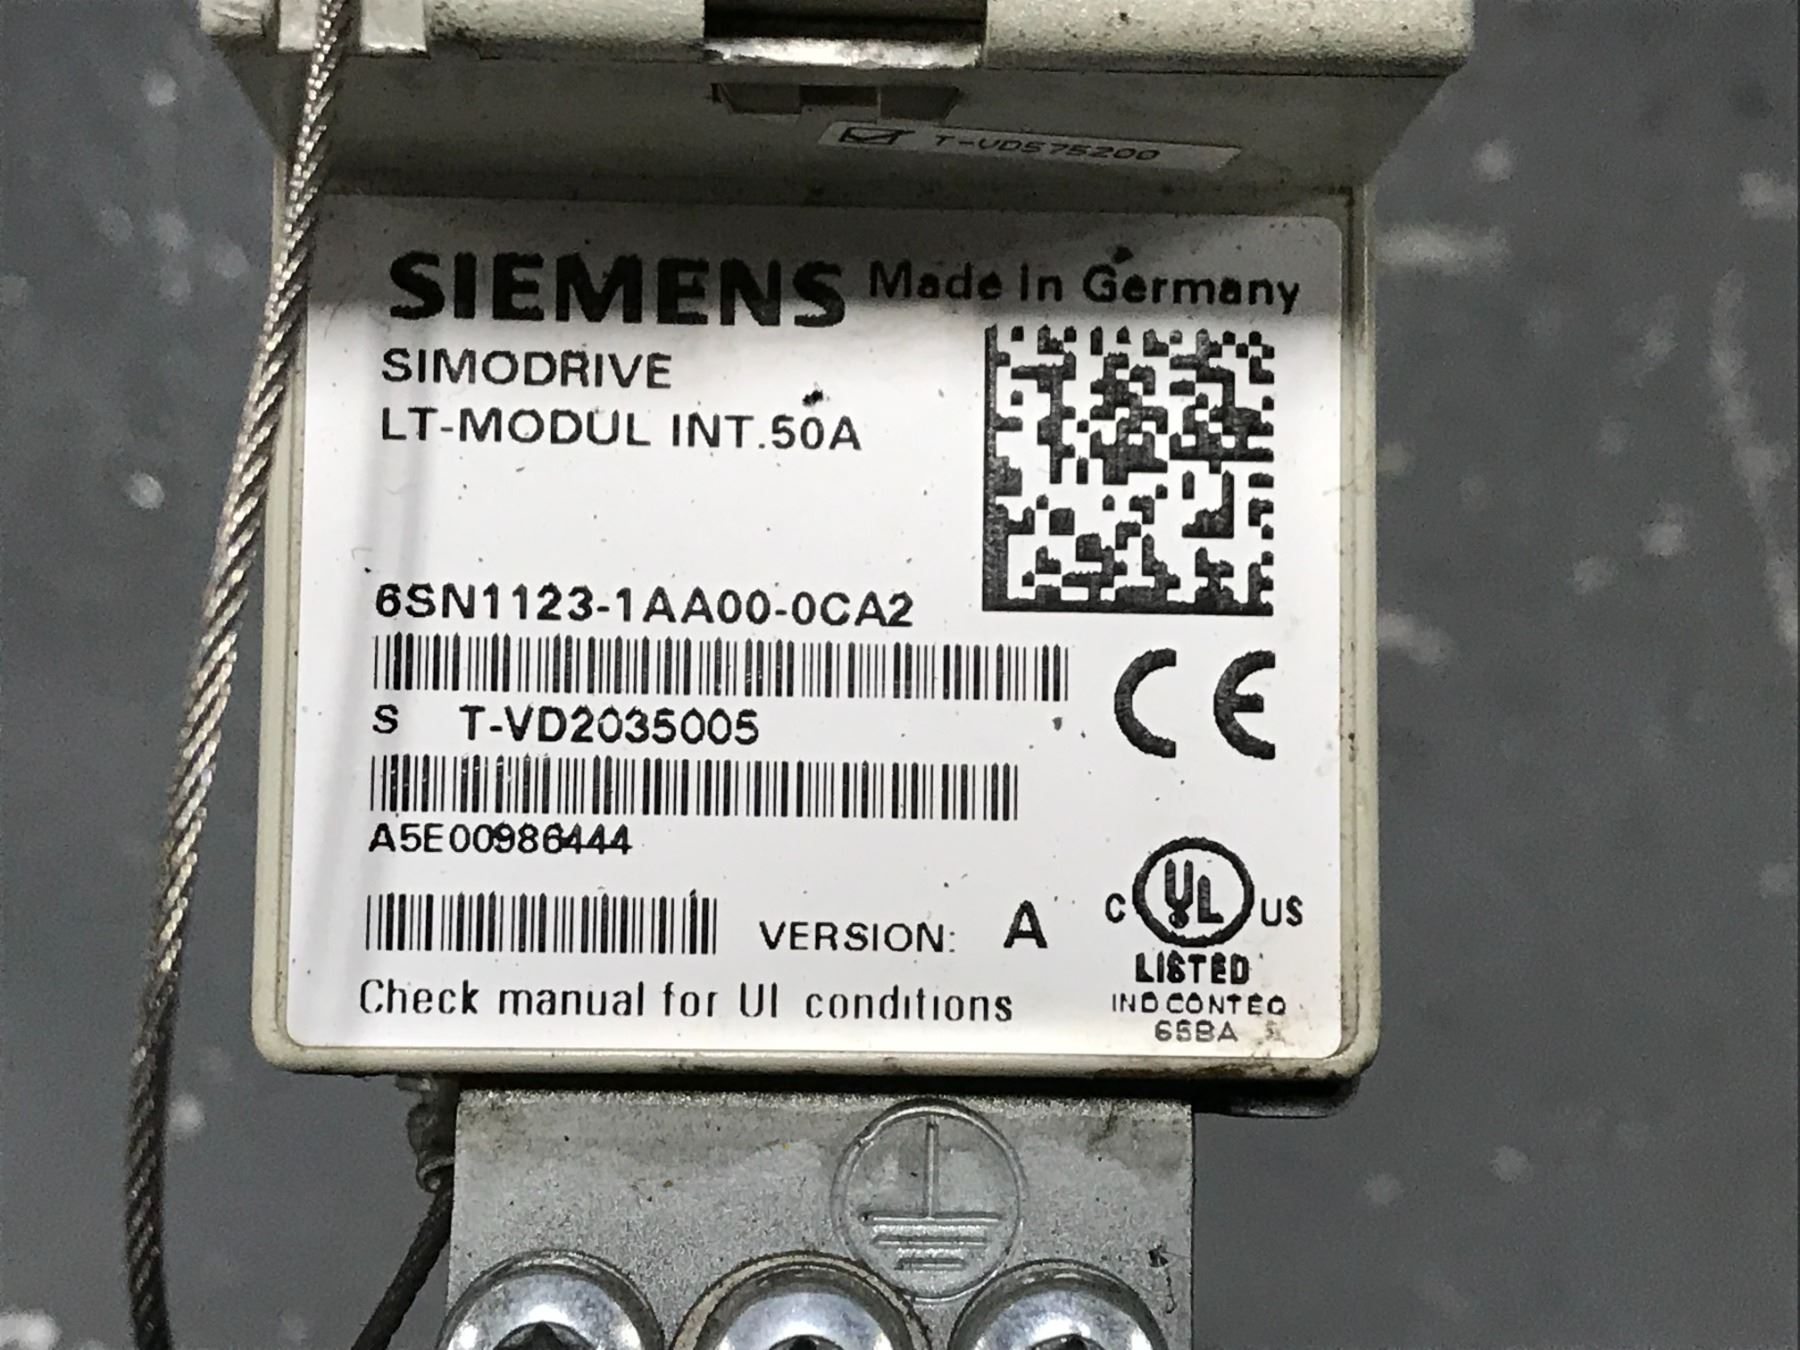 T-VD575200
SIEMENS Made in Germany
SIMODRIVE
LT-MODUL INT.50A
6SN1123-1AA00-0CA2
S T-VD2035005
A5E00986444
VERSION: A
Check manual for UI conditions
CE
C UL US
LISTED
IND CONT EQ
65BA